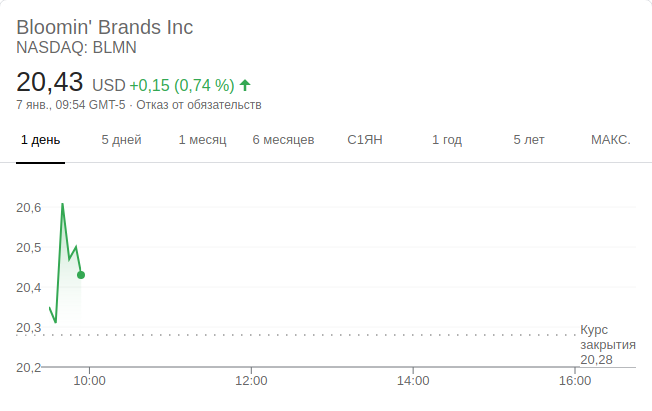 Bloomin' Brands Inc
NASDAQ: BLMN
20,43 USD +0,15 (0,74 %)
7 янв., 09:54 GMT-5 · Отказ от обязательств
1 день 5 дней 1 месяц 6 месяцев С1ЯН 1 год 5 лет МАКС.
20,6
20,5
20,4
20,3
20,2
Курс
закрытия
20,28
10:00 12:00 14:00 16:00